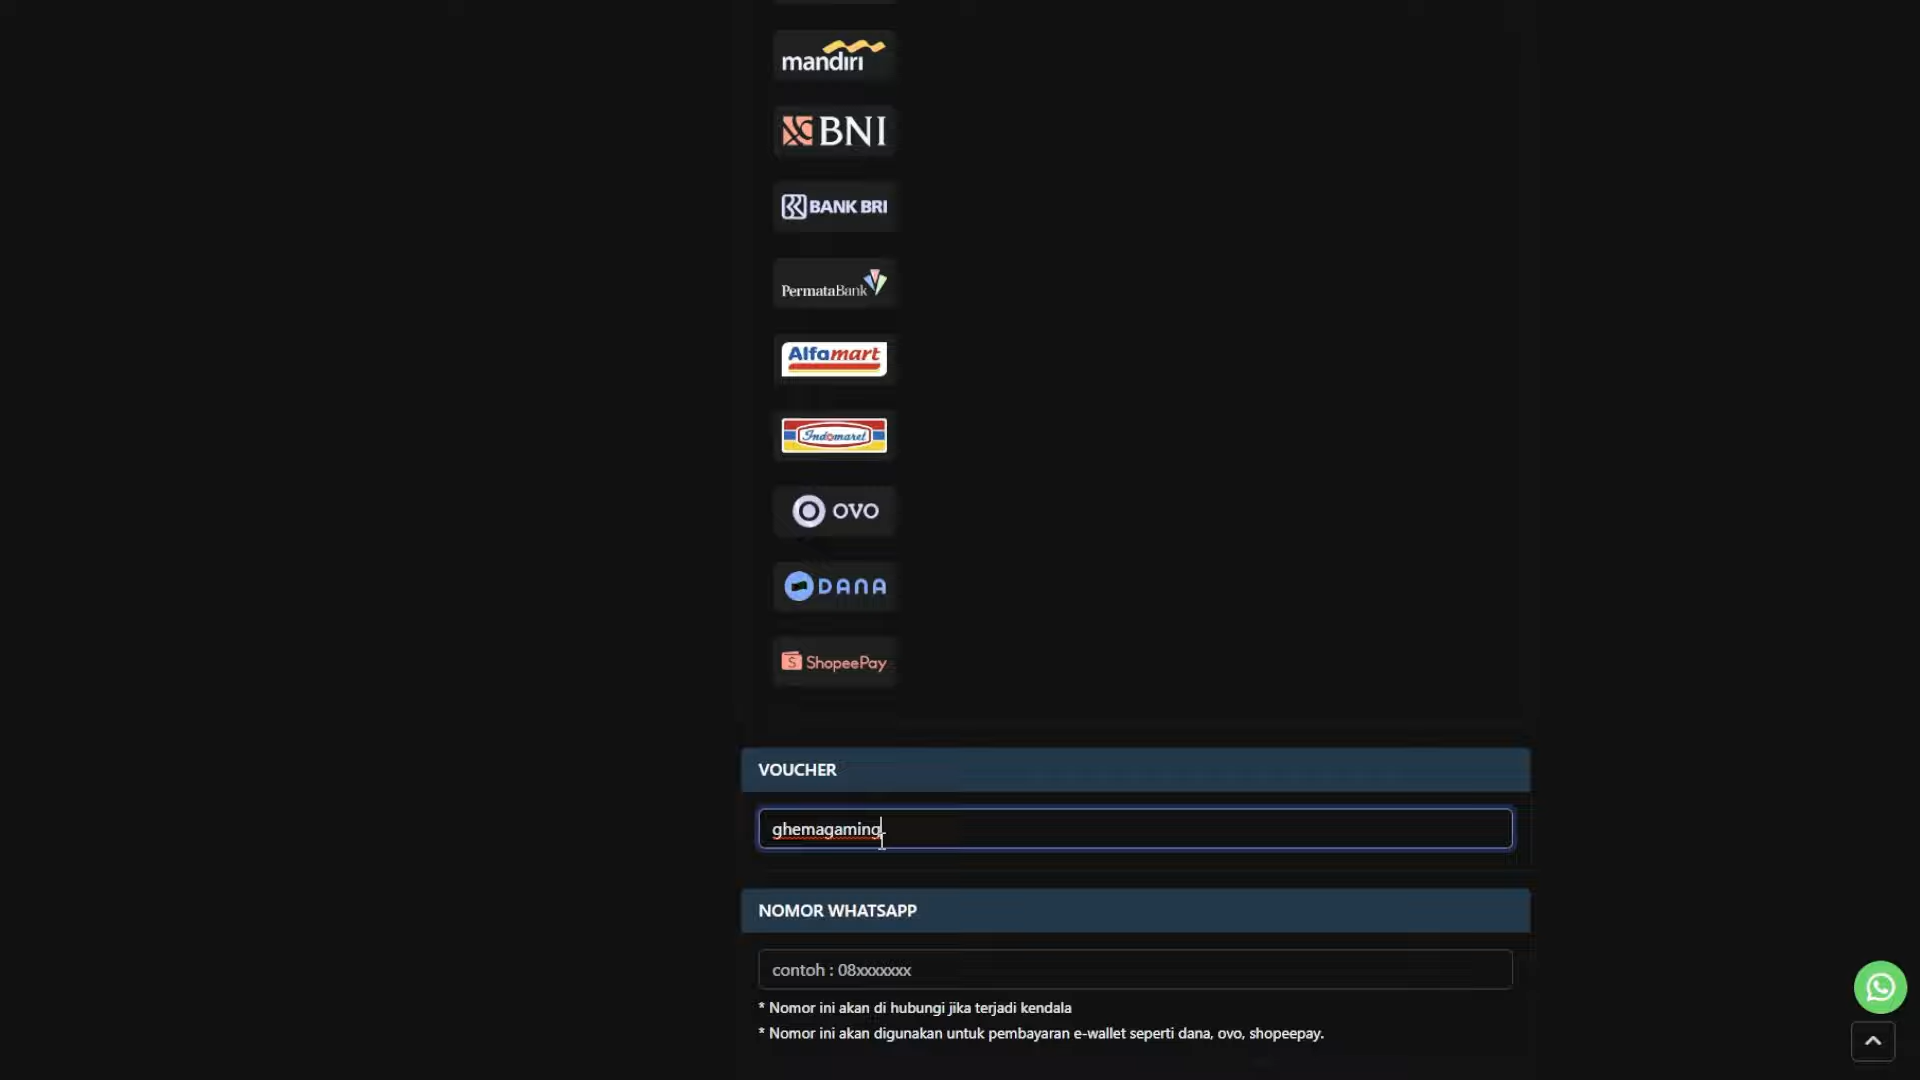 mandiri
BNI
BANK BRI
PermataBank
Alfamart
Indomaret
OVO
DANA
S ShopeePay
VOUCHER
ghemagaming
NOMOR WHATSAPP
contoh : 08xxxxxxx
* Nomor ini akan di hubungi jika terjadi kendala
* Nomor ini akan digunakan untuk pembayaran e-wallet seperti dana, ovo, shopeepay.